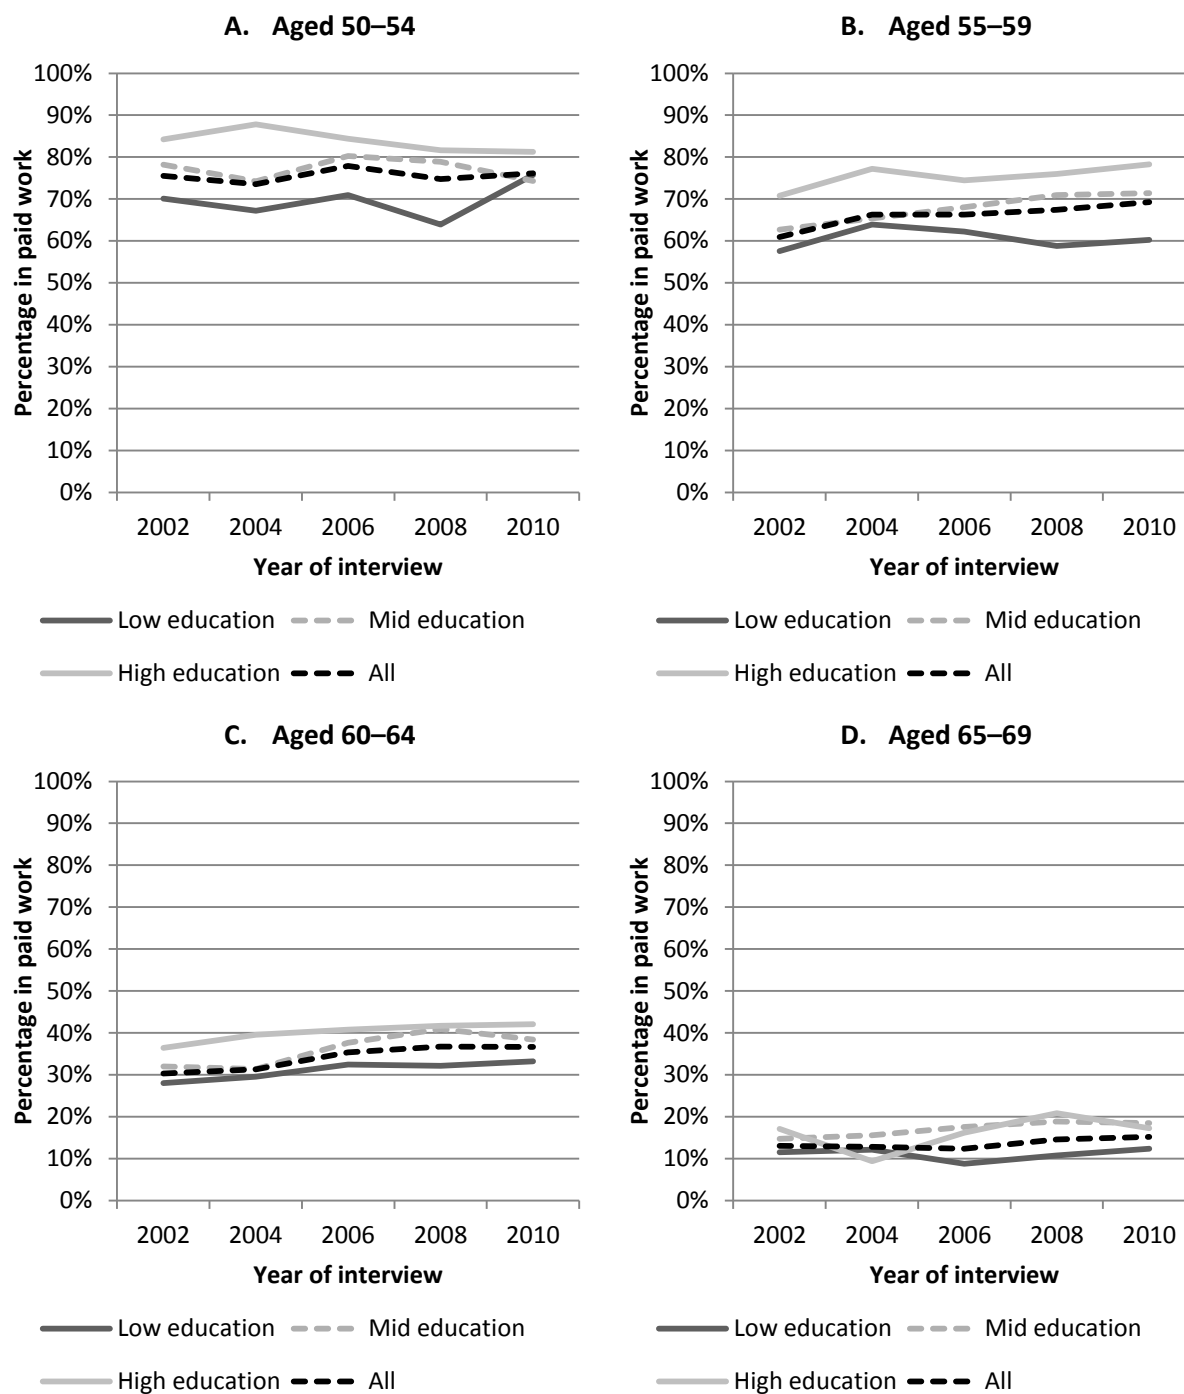 A. Aged 50–54
100%
90%
80%
70%
60%
50%
40%
30%
20%
10%
0%
Percentage in paid work
2002 2004 2006 2008 2010
Year of interview
Low education Mid education
High education All
B. Aged 55–59
100%
90%
80%
70%
60%
50%
40%
30%
20%
10%
0%
Percentage in paid work
2002 2004 2006 2008 2010
Year of interview
Low education Mid education
High education All
C. Aged 60–64
100%
90%
80%
70%
60%
50%
40%
30%
20%
10%
0%
Percentage in paid work
2002 2004 2006 2008 2010
Year of interview
Low education Mid education
High education All
D. Aged 65–69
100%
90%
80%
70%
60%
50%
40%
30%
20%
10%
0%
Percentage in paid work
2002 2004 2006 2008 2010
Year of interview
Low education Mid education
High education All